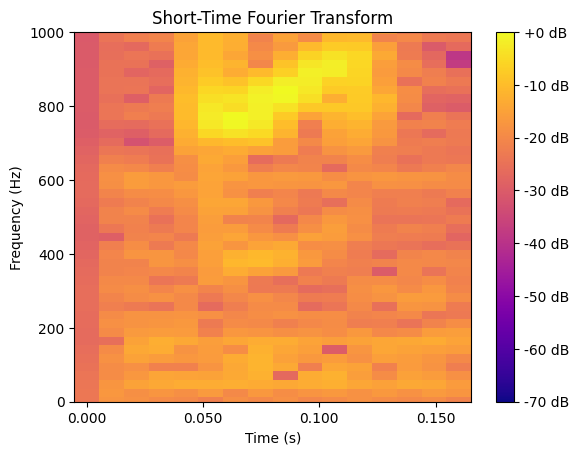 Short-Time Fourier Transform
1000
800
600
400
200
0
Frequency (Hz)
0.000
0.050
0.100
0.150
Time (s)
+0 dB
-10 dB
-20 dB
-30 dB
-40 dB
-50 dB
-60 dB
-70 dB